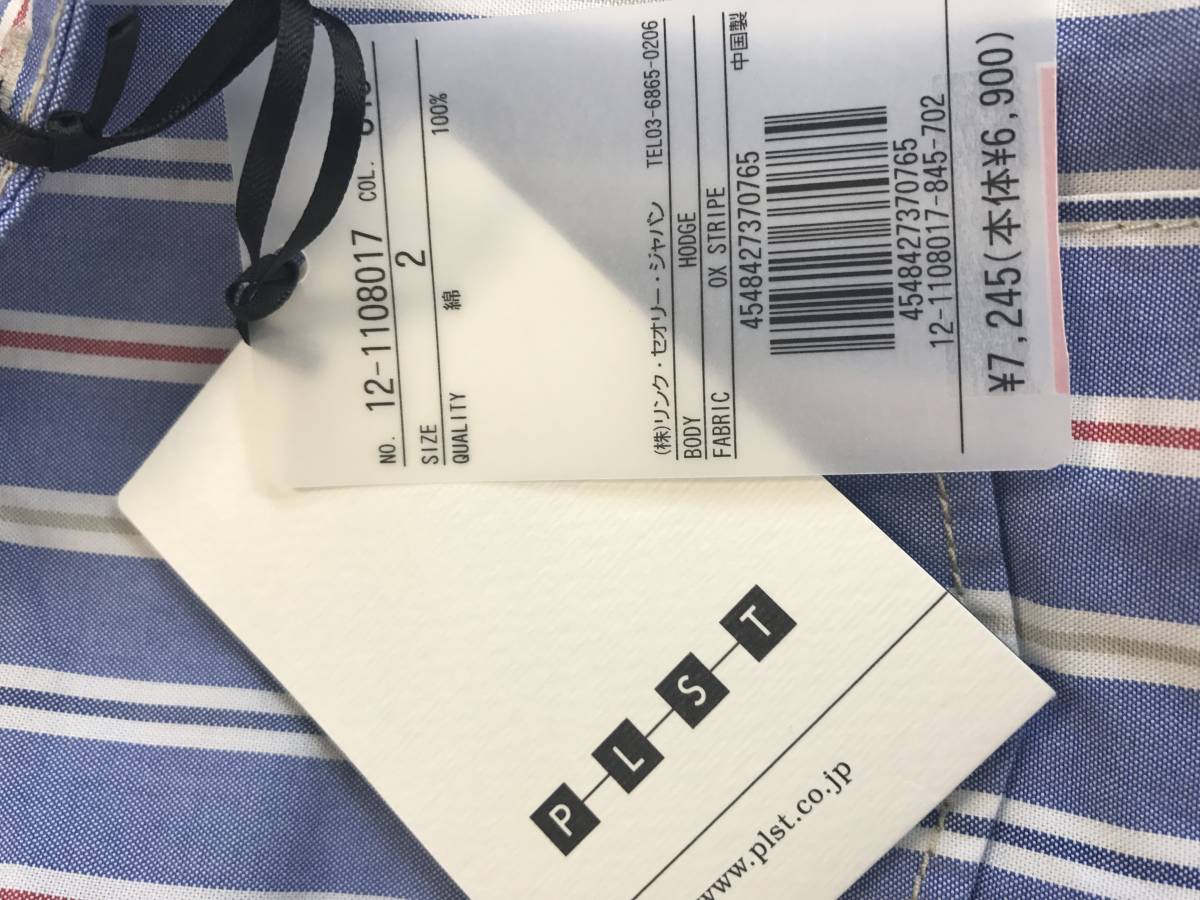 NO. 12-1108017 COL.
SIZE 2
QUALITY 綿 100%
(株)リンク・セオリー・ジャパン TEL03-6865-0206
BODY HODGE
FABRIC OX STRIPE 中国製
4548427370765
4548427370765
12-1108017-845-702
¥7,245(本体¥6,900)
P L S T
www.plst.co.jp